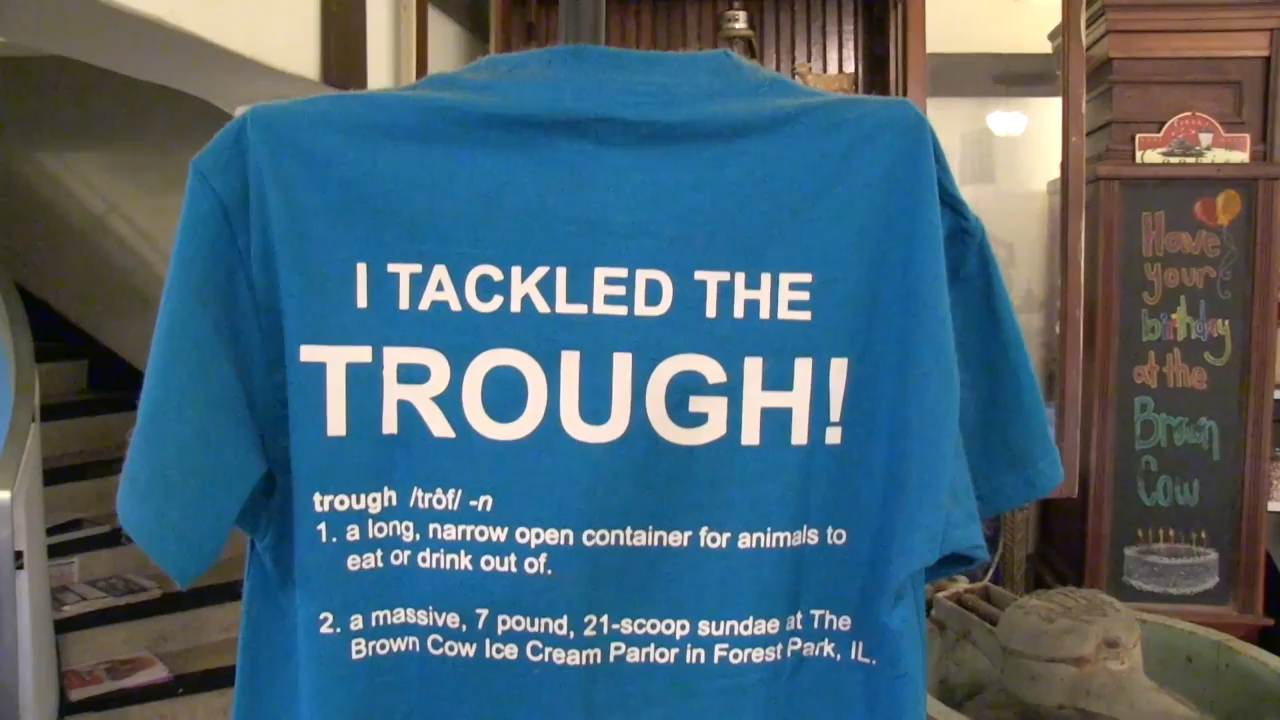 I TACKLED THE
TROUGH!
trough /trôf/ -n
1. a long, narrow open container for animals to
eat or drink out of.
2. a massive, 7 pound, 21-scoop sundae at The
Brown Cow Ice Cream Parlor in Forest Park, IL.
Have
your
birthday
at the
Brown
Cow